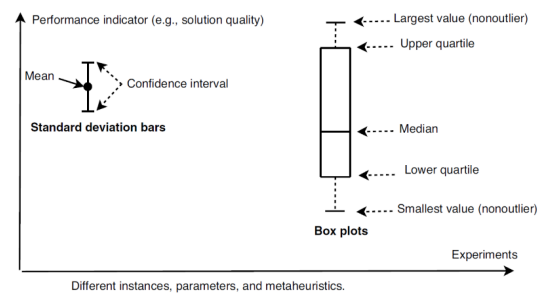 Performance indicator (e.g., solution quality)
Largest value (nonoutlier)
Upper quartile
Mean
Confidence interval
Standard deviation bars
Median
Lower quartile
Smallest value (nonoutlier)
Box plots
Experiments
Different instances, parameters, and metaheuristics.